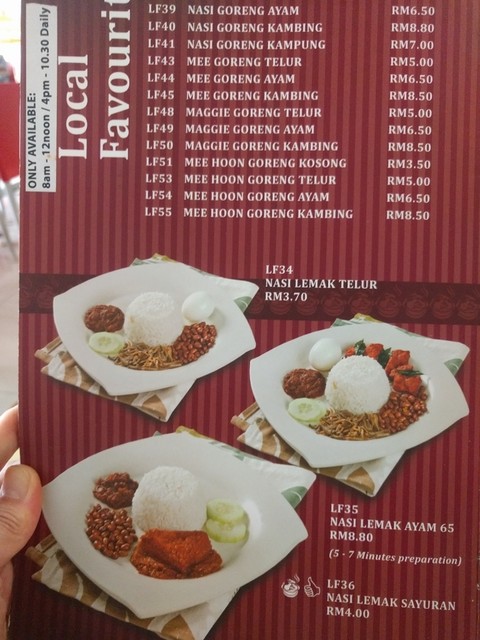 ONLY AVAILABLE:
8am - 12noon / 4pm - 10.30 Daily
Local
Favourit
LF39 NASI GORENG AYAM RM6.50
LF40 NASI GORENG KAMBING RM8.80
LF41 NASI GORENG KAMPUNG RM7.00
LF43 MEE GORENG TELUR RM5.00
LF44 MEE GORENG AYAM RM6.50
LF45 MEE GORENG KAMBING RM8.50
LF48 MAGGIE GORENG TELUR RM5.00
LF49 MAGGIE GORENG AYAM RM6.50
LF50 MAGGIE GORENG KAMBING RM8.50
LF51 MEE HOON GORENG KOSONG RM3.50
LF53 MEE HOON GORENG TELUR RM5.00
LF54 MEE HOON GORENG AYAM RM6.50
LF55 MEE HOON GORENG KAMBING RM8.50
LF34
NASI LEMAK TELUR
RM3.70
LF35
NASI LEMAK AYAM 65
RM8.80
(5 - 7 Minutes preparation)
LF36
NASI LEMAK SAYURAN
RM4.00